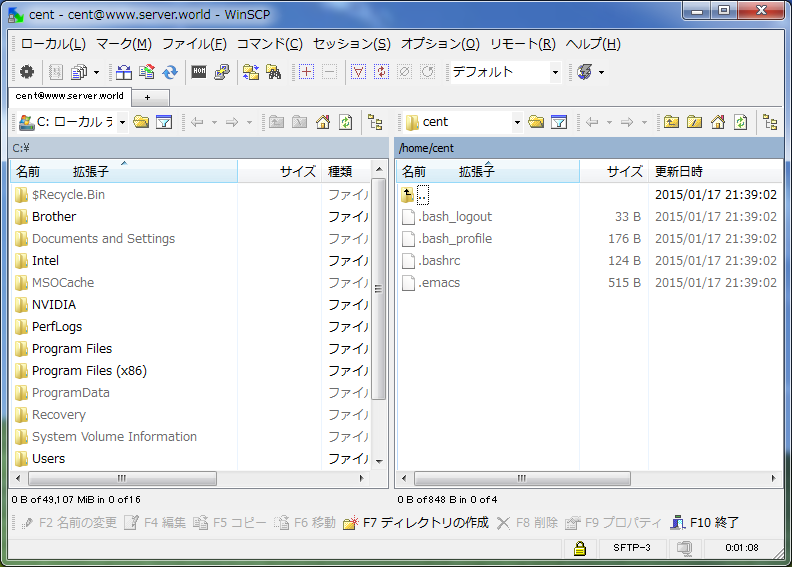 cent - cent@www.server.world - WinSCP
ローカル(L) マーク(M) ファイル(F) コマンド(C) セッション(S) オプション(O) リモート(R) ヘルプ(H)
デフォルト
cent@www.server.world +
C: ローカル デ cent
C:¥ /home/cent
名前 拡張子 サイズ 種類 名前 拡張子 サイズ 更新日時
$Recycle.Bin ファイル .. 2015/01/17 21:39:02
Brother ファイル .bash_logout 33 B 2015/01/17 21:39:02
Documents and Settings ファイル .bash_profile 176 B 2015/01/17 21:39:02
Intel ファイル .bashrc 124 B 2015/01/17 21:39:02
MSOCache ファイル .emacs 515 B 2015/01/17 21:39:02
NVIDIA ファイル
PerfLogs ファイル
Program Files ファイル
Program Files (x86) ファイル
ProgramData ファイル
Recovery ファイル
System Volume Information ファイル
Users ファイル
0 B of 49,107 MiB in 0 of 16 0 B of 848 B in 0 of 4
F2 名前の変更 F4 編集 F5 コピー F6 移動 F7 ディレクトリの作成 F8 削除 F9 プロパティ F10 終了
SFTP-3 0:01:08